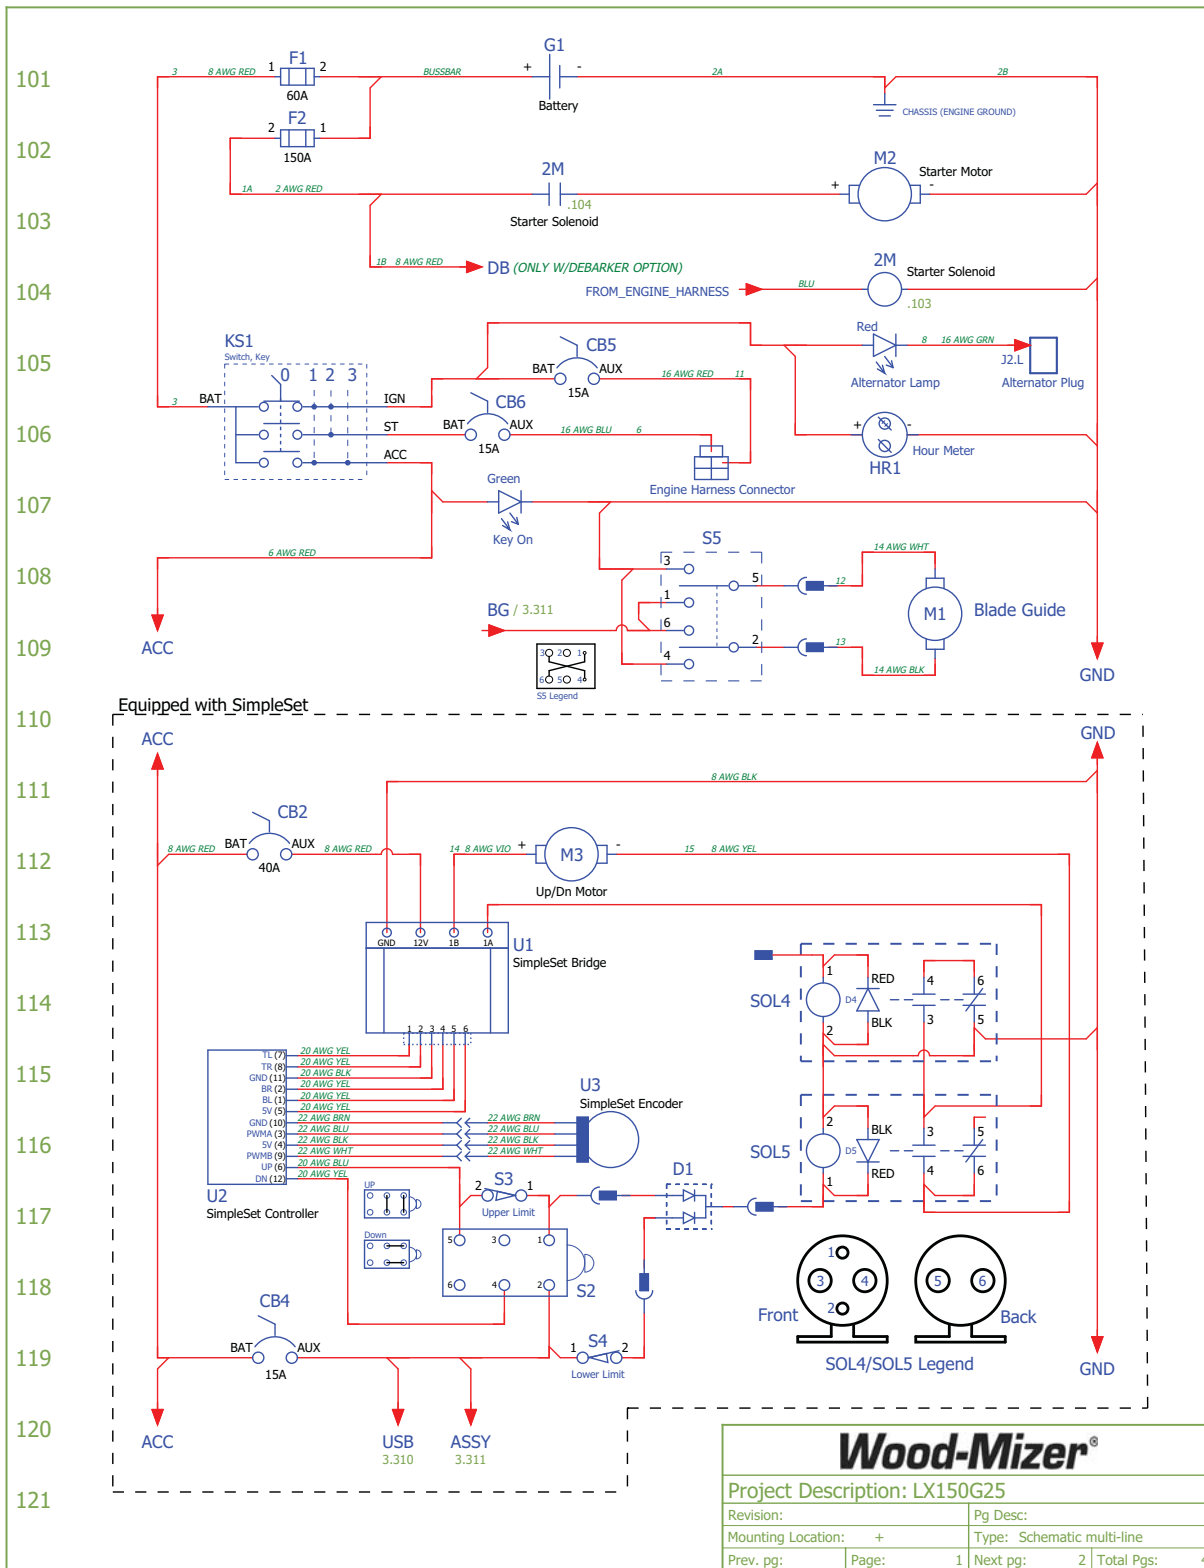 101
102
103
104
105
106
107
108
109
110
111
112
113
114
115
116
117
118
119
120
121
3 8 AWG RED 1 F1 2 BUSSBAR + G1 - 2A 2B
60A Battery
CHASSIS (ENGINE GROUND)
2 F2 1
150A
1A 2 AWG RED 2M + M2 - Starter Motor
.104
Starter Solenoid
1B 8 AWG RED DB (ONLY W/DEBARKER OPTION)
2M Starter Solenoid
FROM_ENGINE_HARNESS BLU
.103
KS1
Switch, Key
0 1 2 3
3 BAT IGN
ST
ACC
CB5
BAT AUX 16 AWG RED 11
15A
CB6
BAT AUX 16 AWG BLU 6
15A
Engine Harness Connector
Red
8 16 AWG GRN
J2.L
Alternator Lamp
Alternator Plug
+ -
Hour Meter
HR1
Green
Key On
6 AWG RED
ACC
S5
3
5
1
6
2
4
BG / 3.311
12 14 AWG WHT
M1 Blade Guide
13
14 AWG BLK
3 2 1
6 5 4
S5 Legend
GND
Equipped with SimpleSet
ACC
GND
8 AWG BLK
CB2
8 AWG RED BAT AUX 8 AWG RED
40A
14 8 AWG VIO + M3 - 15 8 AWG YEL
Up/Dn Motor
GND 12V 1B 1A
U1
SimpleSet Bridge
1 2 3 4 5 6
TL (7) 20 AWG YEL
TR (8) 20 AWG YEL
GND (11) 20 AWG BLK
BR (2) 20 AWG YEL
BL (1) 20 AWG YEL
5V (5) 20 AWG YEL
GND (10) 22 AWG BRN 22 AWG BRN
PWMA (3) 22 AWG BLU 22 AWG BLU
5V (4) 22 AWG BLK 22 AWG BLK
PWMB (9) 22 AWG WHT 22 AWG WHT
UP (6) 20 AWG BLU
DN (12) 20 AWG YEL
U2
SimpleSet Controller
U3
SimpleSet Encoder
SOL4
1
RED
D4
BLK
2
4 6
3 5
SOL5
2
BLK
D5
RED
1
3 5
4 6
UP
Down
2 S3 1
Upper Limit
5 3 1
6 4 2
S2
D1
1 S4 2
Lower Limit
CB4
BAT AUX
15A
1
3 4
2
Front
5 6
Back
SOL4/SOL5 Legend
GND
ACC
USB
3.310
ASSY
3.311
Wood-Mizer®
Project Description: LX150G25
Revision: Pg Desc:
Mounting Location: + Type: Schematic multi-line
Prev. pg: Page: 1 Next pg: 2 Total Pgs: